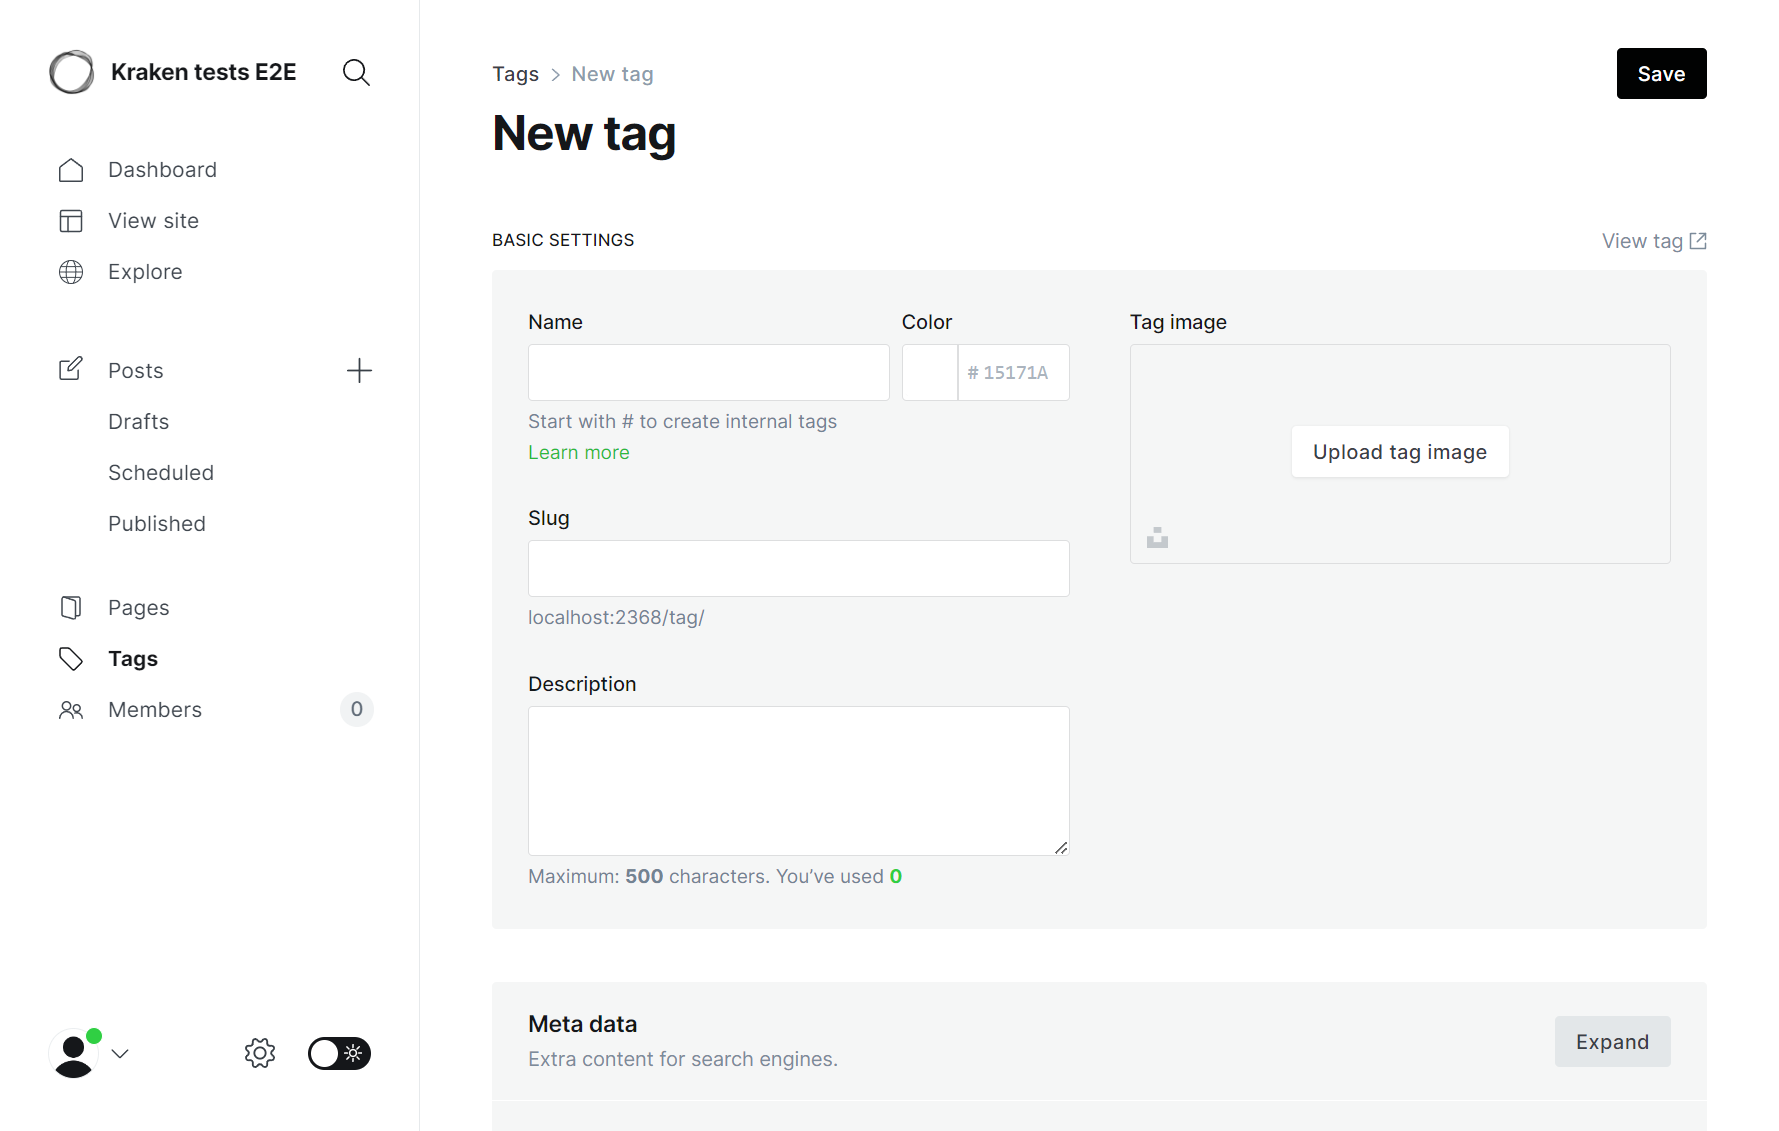 Kraken tests E2E
Dashboard
View site
Explore
Posts
Drafts
Scheduled
Published
Pages
Tags
Members 0
Tags > New tag
Save
New tag
BASIC SETTINGS
View tag
Name
Color
# 15171A
Start with # to create internal tags
Learn more
Slug
localhost:2368/tag/
Description
Maximum: 500 characters. You’ve used 0
Tag image
Upload tag image
Meta data
Extra content for search engines.
Expand